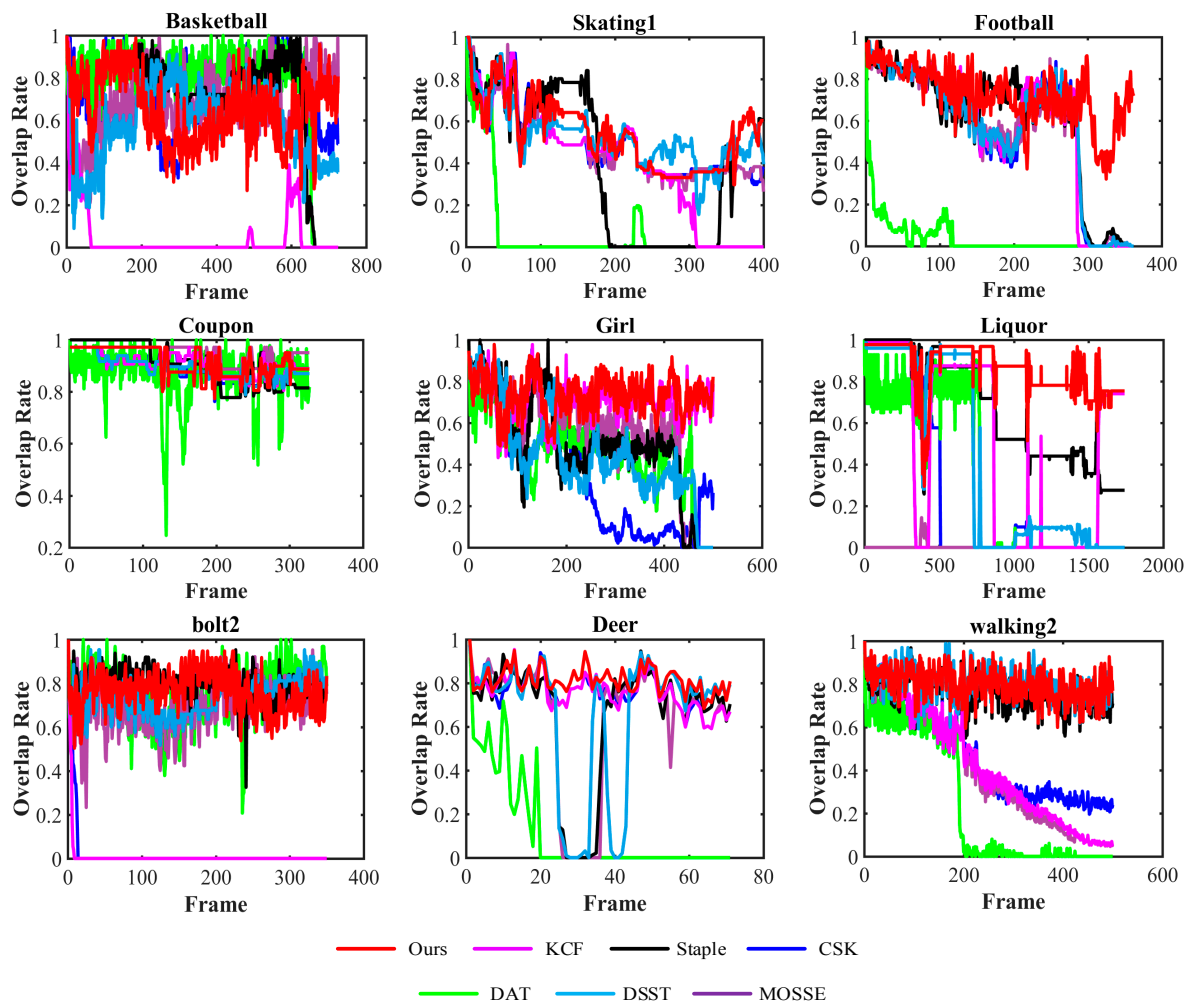 Basketball
Skating1
Football
Overlap Rate
1
0.8
0.6
0.4
0.2
0
0 200 400 600 800
Frame
Overlap Rate
1
0.8
0.6
0.4
0.2
0
0 100 200 300 400
Frame
Overlap Rate
1
0.8
0.6
0.4
0.2
0
0 100 200 300 400
Frame
Coupon
Girl
Liquor
Overlap Rate
1
0.8
0.6
0.4
0.2
0 100 200 300 400
Frame
Overlap Rate
1
0.8
0.6
0.4
0.2
0
0 200 400 600
Frame
Overlap Rate
1
0.8
0.6
0.4
0.2
0
0 500 1000 1500 2000
Frame
bolt2
Deer
walking2
Overlap Rate
1
0.8
0.6
0.4
0.2
0
0 100 200 300 400
Frame
Overlap Rate
1
0.8
0.6
0.4
0.2
0
0 20 40 60 80
Frame
Overlap Rate
1
0.8
0.6
0.4
0.2
0
0 200 400 600
Frame
Ours KCF Staple CSK
DAT DSST MOSSE